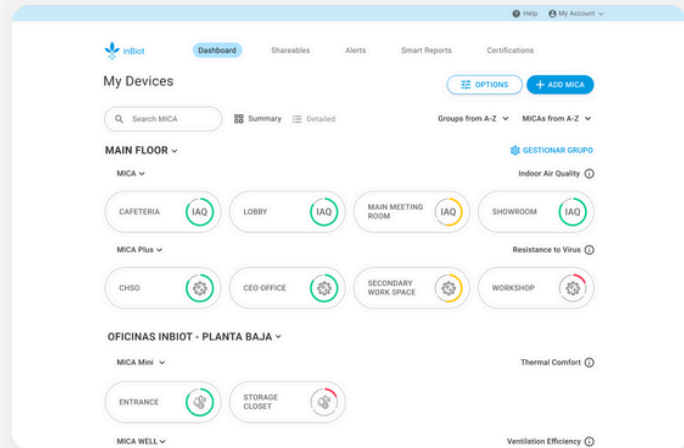 Help My Account
inBiot Dashboard Shareables Alerts Smart Reports Certifications
My Devices
OPTIONS + ADD MICA
Search MICA Summary Detailed Groups from A-Z MICAs from A-Z
MAIN FLOOR GESTIONAR GRUPO
MICA Indoor Air Quality
CAFETERIA IAQ LOBBY IAQ MAIN MEETING ROOM IAQ SHOWROOM IAQ
MICA Plus Resistance to Virus
CHSO CEO OFFICE SECONDARY WORK SPACE WORKSHOP
OFICINAS INBIOT - PLANTA BAJA
MICA Mini Thermal Comfort
ENTRANCE STORAGE CLOSET
MICA WELL Ventilation Efficiency